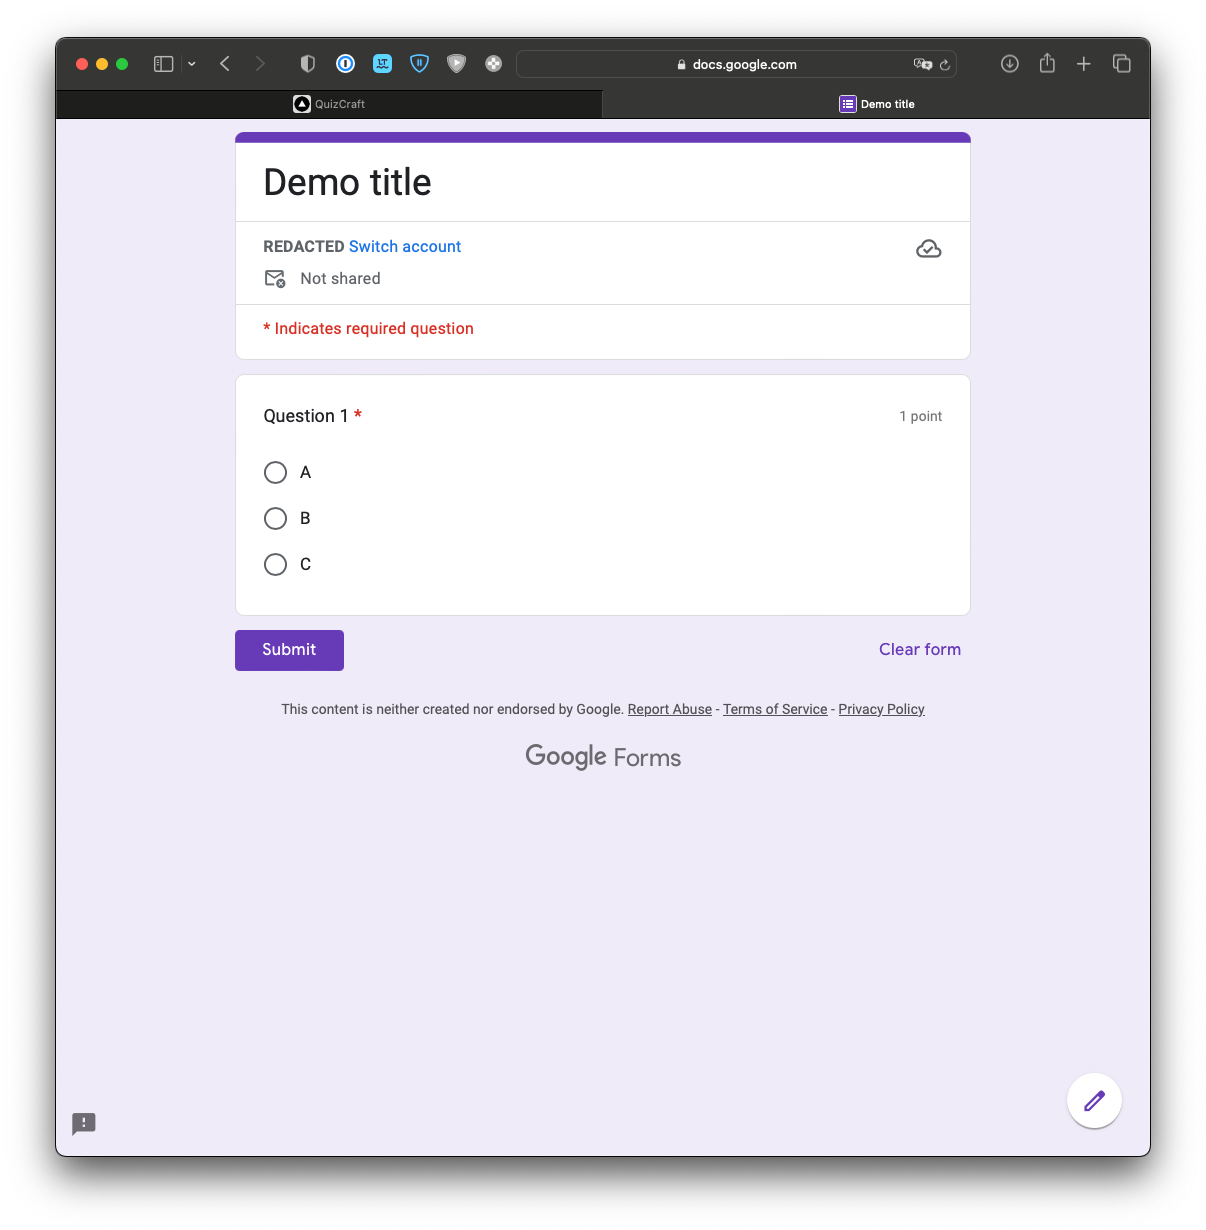 docs.google.com
QuizCraft
Demo title
Demo title
REDACTED Switch account
Not shared
* Indicates required question
Question 1 *
1 point
A
B
C
Submit
Clear form
This content is neither created nor endorsed by Google. Report Abuse - Terms of Service - Privacy Policy
Google Forms